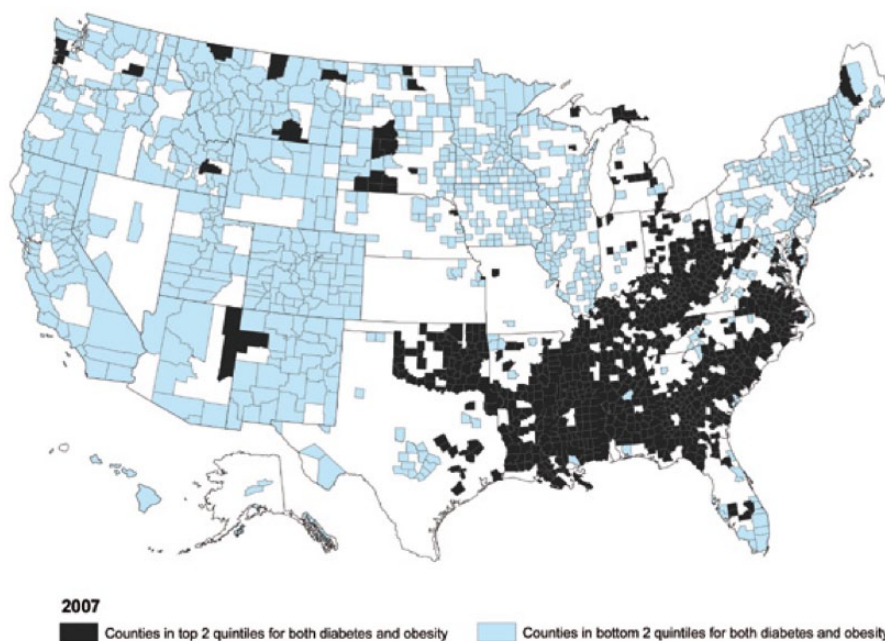 2007
Counties in top 2 quintiles for both diabetes and obesity
Counties in bottom 2 quintiles for both diabetes and obesity